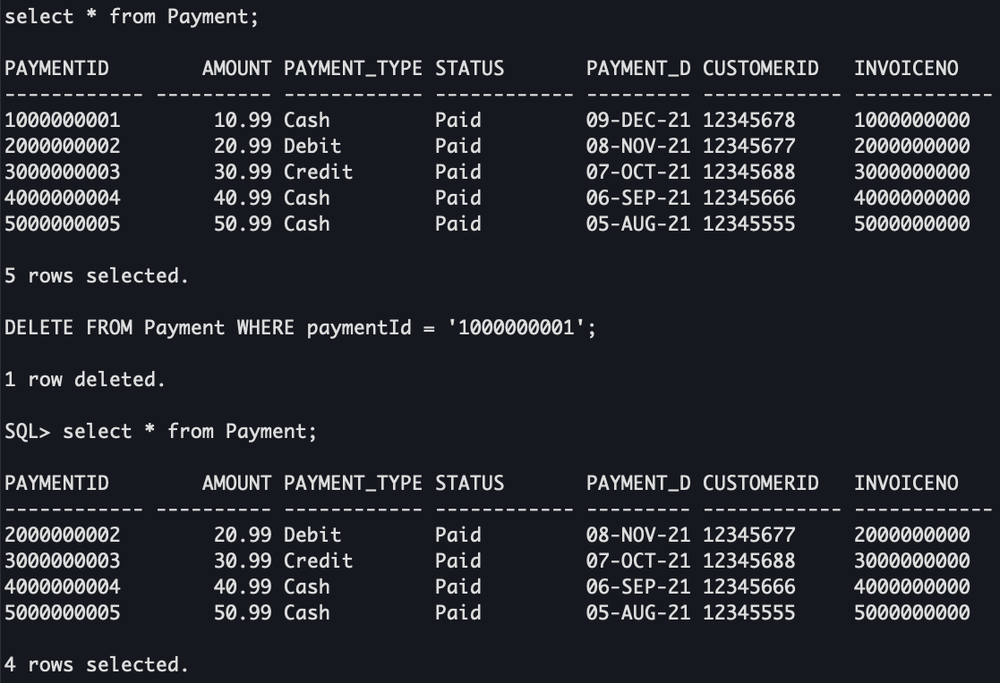 select * from Payment;
PAYMENTID        AMOUNT PAYMENT_TYPE STATUS       PAYMENT_D CUSTOMERID   INVOICENO
------------ ---------- ------------ ------------ --------- ------------ ------------
1000000001        10.99 Cash         Paid         09-DEC-21 12345678     1000000000
2000000002        20.99 Debit        Paid         08-NOV-21 12345677     2000000000
3000000003        30.99 Credit       Paid         07-OCT-21 12345688     3000000000
4000000004        40.99 Cash         Paid         06-SEP-21 12345666     4000000000
5000000005        50.99 Cash         Paid         05-AUG-21 12345555     5000000000
5 rows selected.
DELETE FROM Payment WHERE paymentId = '1000000001';
1 row deleted.
SQL> select * from Payment;
PAYMENTID        AMOUNT PAYMENT_TYPE STATUS       PAYMENT_D CUSTOMERID   INVOICENO
------------ ---------- ------------ ------------ --------- ------------ ------------
2000000002        20.99 Debit        Paid         08-NOV-21 12345677     2000000000
3000000003        30.99 Credit       Paid         07-OCT-21 12345688     3000000000
4000000004        40.99 Cash         Paid         06-SEP-21 12345666     4000000000
5000000005        50.99 Cash         Paid         05-AUG-21 12345555     5000000000
4 rows selected.